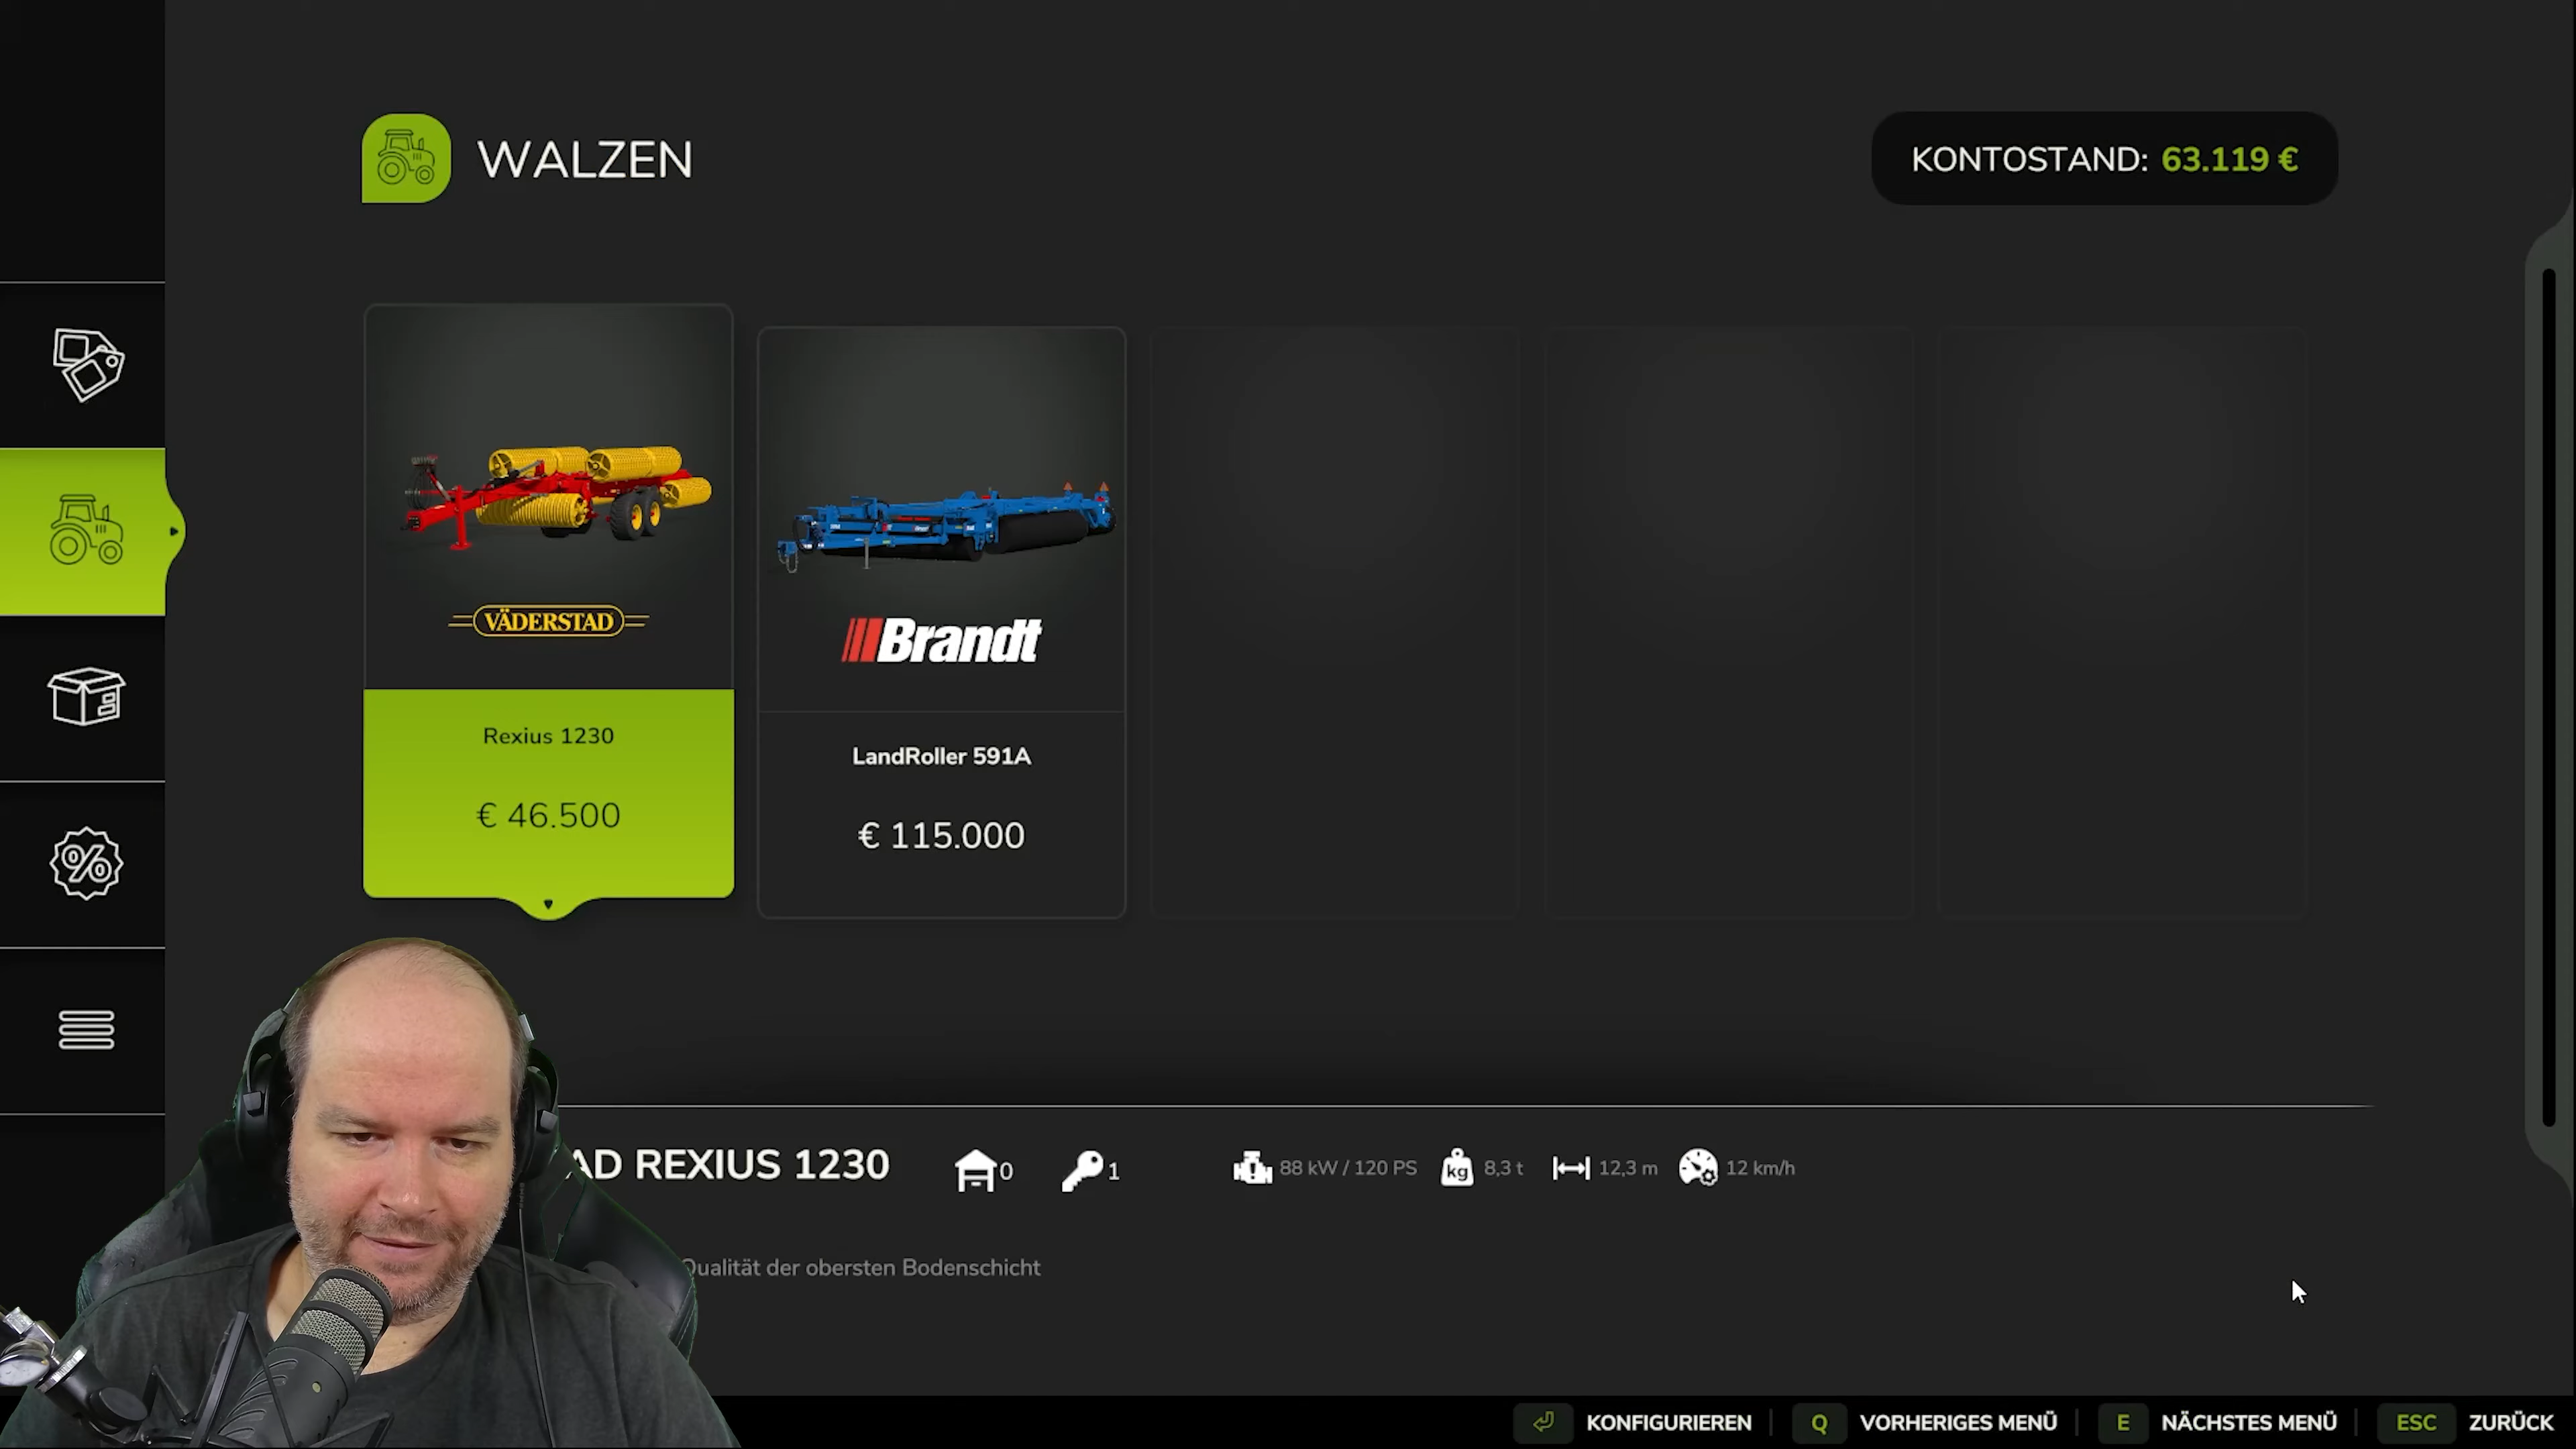 WALZEN
KONTOSTAND: 63.119 €
VÄDERSTAD
Rexius 1230
€ 46.500
Brandt
LandRoller 591A
€ 115.000
AD REXIUS 1230
0
1
88 kW / 120 PS
kg
8,3 t
12,3 m
12 km/h
Qualität der obersten Bodenschicht
KONFIGURIEREN
Q VORHERIGES MENÜ
E NÄCHSTES MENÜ
ESC ZURÜCK